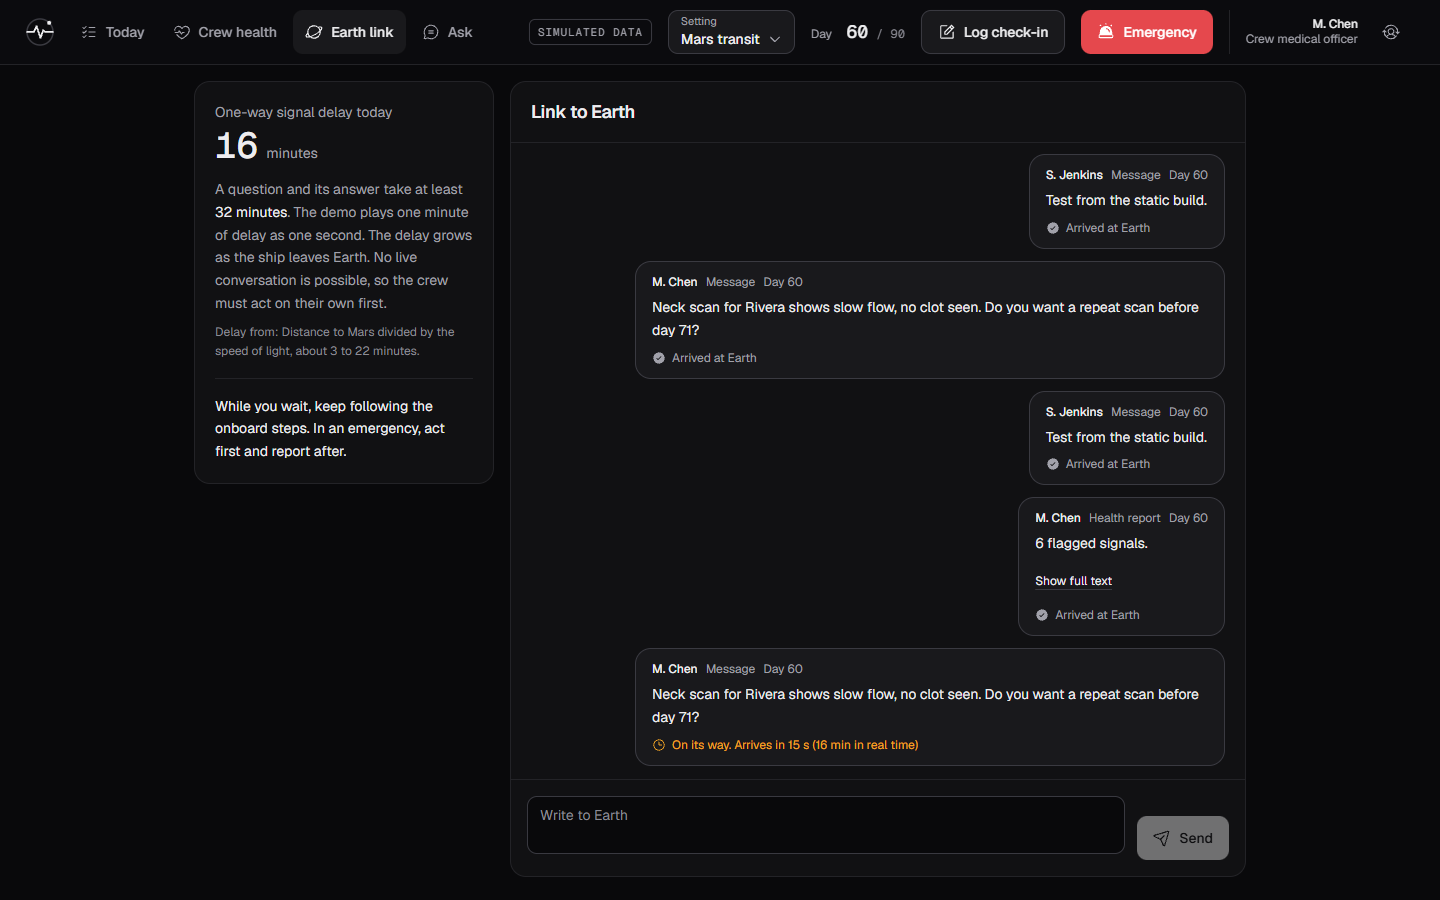 Today
Crew health
Earth link
Ask
SIMULATED DATA
Setting
Mars transit
Day 60 / 90
Log check-in
Emergency
M. Chen
Crew medical officer
One-way signal delay today
16 minutes
A question and its answer take at least
32 minutes. The demo plays one minute
of delay as one second. The delay grows
as the ship leaves Earth. No live
conversation is possible, so the crew
must act on their own first.
Delay from: Distance to Mars divided by the
speed of light, about 3 to 22 minutes.
While you wait, keep following the
onboard steps. In an emergency, act
first and report after.
Link to Earth
S. Jenkins Message Day 60
Test from the static build.
Arrived at Earth
M. Chen Message Day 60
Neck scan for Rivera shows slow flow, no clot seen. Do you want a repeat scan before
day 71?
Arrived at Earth
S. Jenkins Message Day 60
Test from the static build.
Arrived at Earth
M. Chen Health report Day 60
6 flagged signals.
Show full text
Arrived at Earth
M. Chen Message Day 60
Neck scan for Rivera shows slow flow, no clot seen. Do you want a repeat scan before
day 71?
On its way. Arrives in 15 s (16 min in real time)
Write to Earth
Send